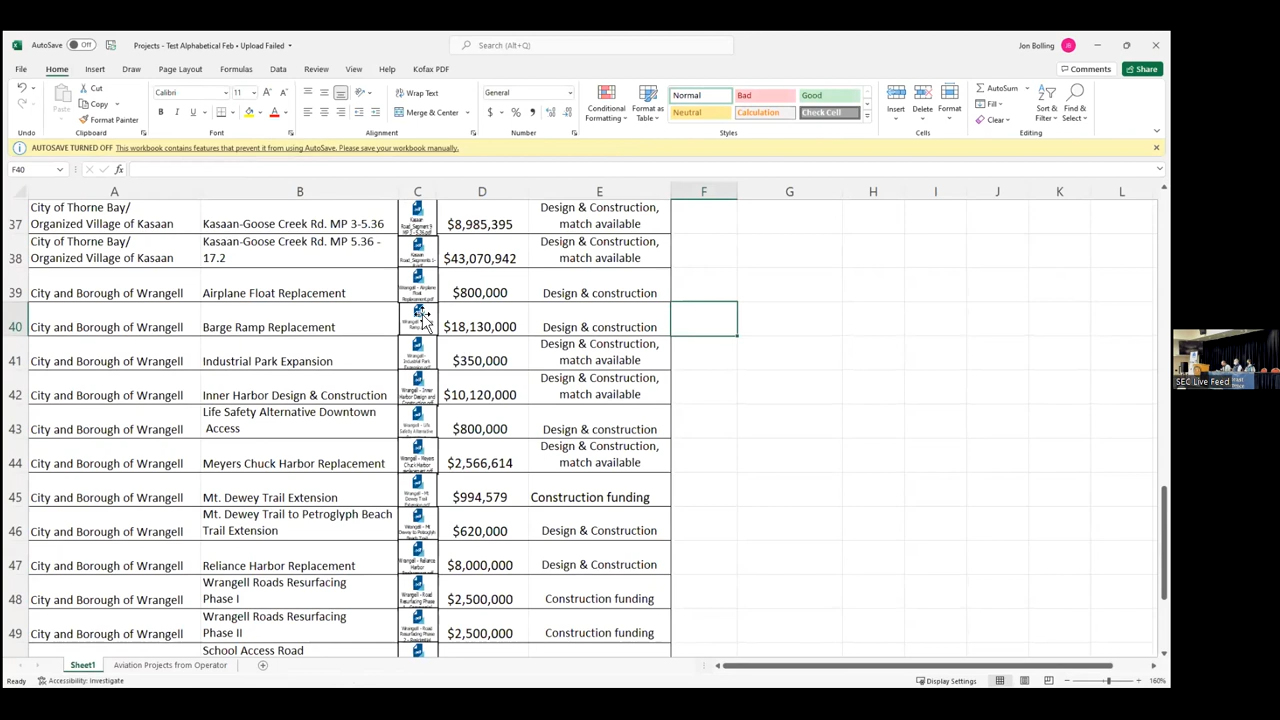 AutoSave Off Projects - Test Alphabetical Feb • Upload Failed Search (Alt+Q) Jon Bolling
File Home Insert Draw Page Layout Formulas Data Review View Help Kofax PDF Comments Share
Paste Cut Copy Format Painter Calibri 11 Wrap Text Merge & Center General Conditional Formatting Format as Table Normal Bad Good Neutral Calculation Check Cell Insert Delete Format AutoSum Fill Clear Sort & Filter Find & Select
Undo Clipboard Font Alignment Number Styles Cells Editing
AUTOSAVE TURNED OFF This workbook contains features that prevent it from using AutoSave. Please save your workbook manually.
F40 fx
A B C D E F G H I J K L
37 City of Thorne Bay/ Organized Village of Kasaan Kasaan-Goose Creek Rd. MP 3-5.36 $8,985,395 Design & Construction, match available
38 City of Thorne Bay/ Organized Village of Kasaan Kasaan-Goose Creek Rd. MP 5.36 - 17.2 $43,070,942 Design & Construction, match available
39 City and Borough of Wrangell Airplane Float Replacement $800,000 Design & construction
40 City and Borough of Wrangell Barge Ramp Replacement $18,130,000 Design & construction
41 City and Borough of Wrangell Industrial Park Expansion $350,000 Design & Construction, match available
42 City and Borough of Wrangell Inner Harbor Design & Construction $10,120,000 Design & Construction, match available
43 City and Borough of Wrangell Life Safety Alternative Downtown Access $800,000 Design & construction
44 City and Borough of Wrangell Meyers Chuck Harbor Replacement $2,566,614 Design & Construction, match available
45 City and Borough of Wrangell Mt. Dewey Trail Extension $994,579 Construction funding
46 City and Borough of Wrangell Mt. Dewey Trail to Petroglyph Beach Trail Extension $620,000 Design & Construction
47 City and Borough of Wrangell Reliance Harbor Replacement $8,000,000 Design & Construction
48 City and Borough of Wrangell Wrangell Roads Resurfacing Phase I $2,500,000 Construction funding
49 City and Borough of Wrangell Wrangell Roads Resurfacing Phase II $2,500,000 Construction funding
School Access Road
Sheet1 Aviation Projects from Operator
Ready Accessibility: Investigate Display Settings 160%
SEC Live Feed